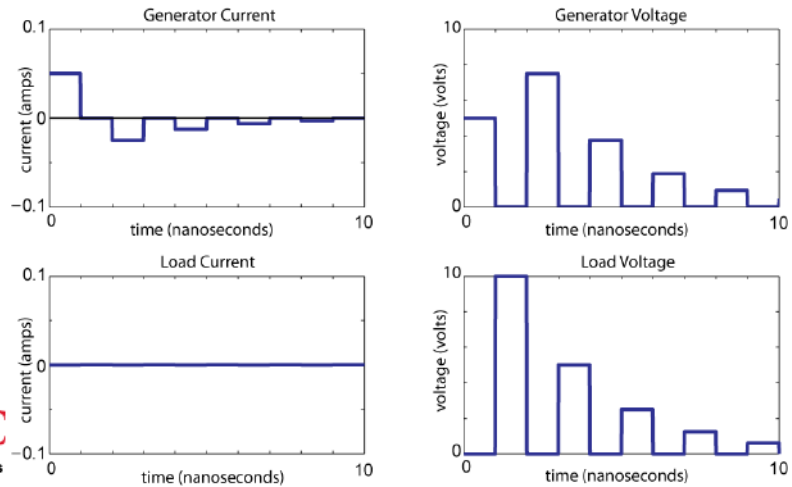 Generator Current
0.1
current (amps)
0
−0.1
0
10
time (nanoseconds)
Generator Voltage
10
voltage (volts)
0
0
10
time (nanoseconds)
Load Current
0.1
current (amps)
0
−0.1
0
10
time (nanoseconds)
Load Voltage
10
voltage (volts)
0
0
10
time (nanoseconds)
s